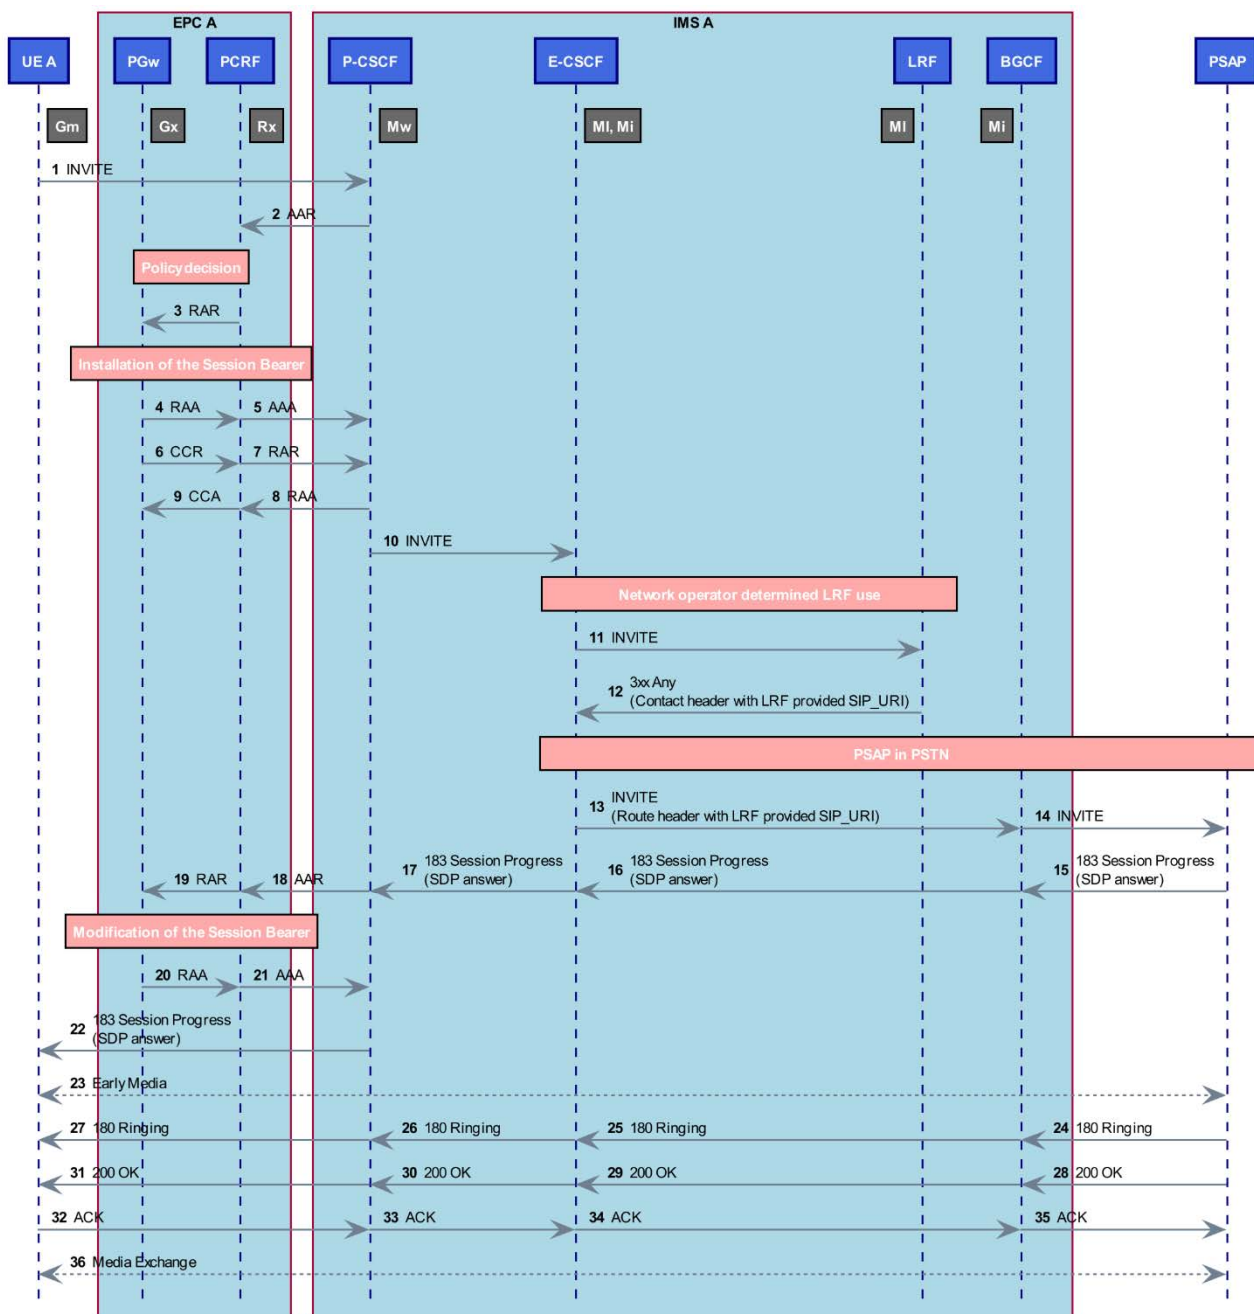 EPC A
IMS A
UE A
PGw
PCRF
P-CSCF
E-CSCF
LRF
BGCF
PSAP
Gm
Gx
Rx
Mw
Ml, Mi
Ml
Mi
1 INVITE
2 AAR
Policy decision
3 RAR
Installation of the Session Bearer
4 RAA
5 AAA
6 CCR
7 RAR
9 CCA
8 RAA
10 INVITE
Network operator determined LRF use
11 INVITE
12 3xx Any
(Contact header with LRF provided SIP_URI)
PSAP in PSTN
13 INVITE
(Route header with LRF provided SIP_URI)
14 INVITE
19 RAR
18 AAR
17 183 Session Progress
(SDP answer)
16 183 Session Progress
(SDP answer)
15 183 Session Progress
(SDP answer)
Modification of the Session Bearer
20 RAA
21 AAA
22 183 Session Progress
(SDP answer)
23 Early Media
27 180 Ringing
26 180 Ringing
25 180 Ringing
24 180 Ringing
31 200 OK
30 200 OK
29 200 OK
28 200 OK
32 ACK
33 ACK
34 ACK
35 ACK
36 Media Exchange